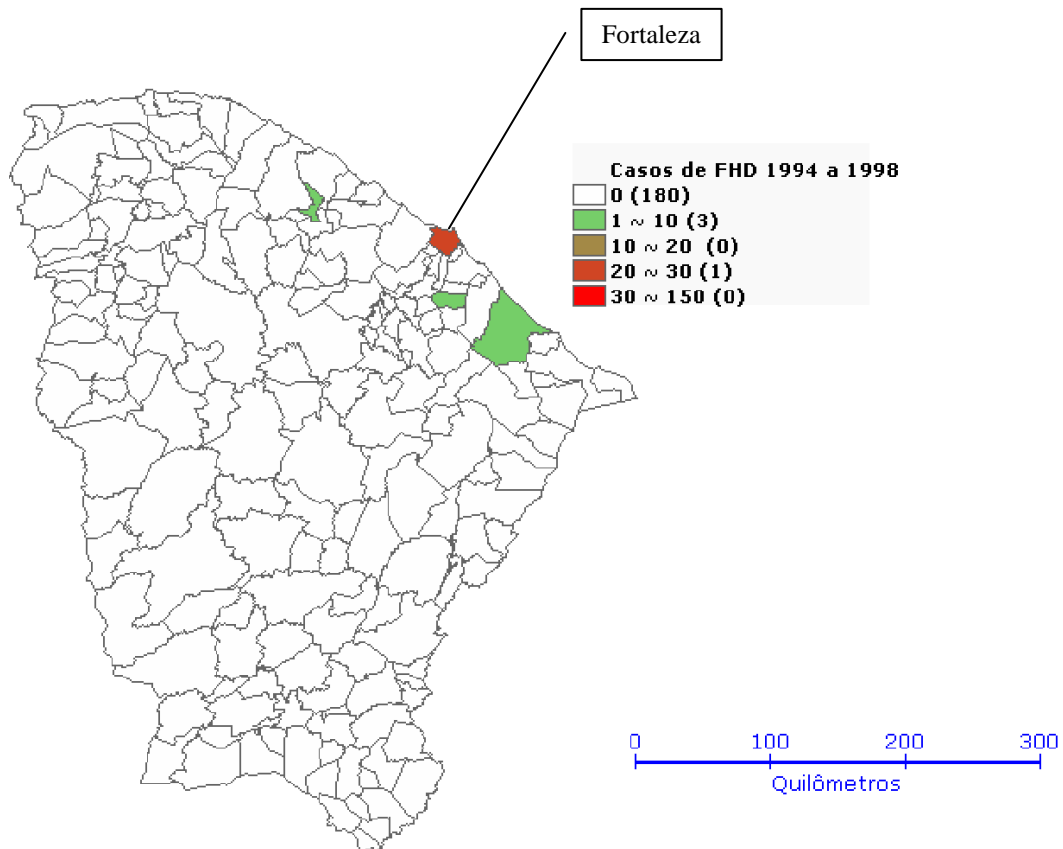 Fortaleza
Casos de FHD 1994 a 1998
0 (180)
1 ~ 10 (3)
10 ~ 20 (0)
20 ~ 30 (1)
30 ~ 150 (0)
0 100 200 300
Quilômetros